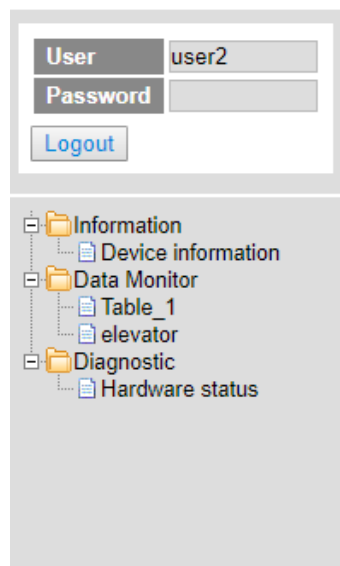 User user2
Password
Logout
Information
Device information
Data Monitor
Table_1
elevator
Diagnostic
Hardware status